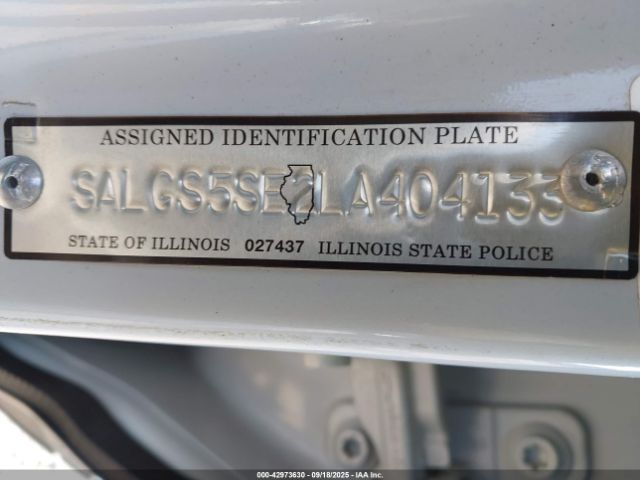 ASSIGNED IDENTIFICATION PLATE
SALGS5SE2LA404133
STATE OF ILLINOIS 027437 ILLINOIS STATE POLICE
000-42973630 - 09/18/2025 - IAA Inc.